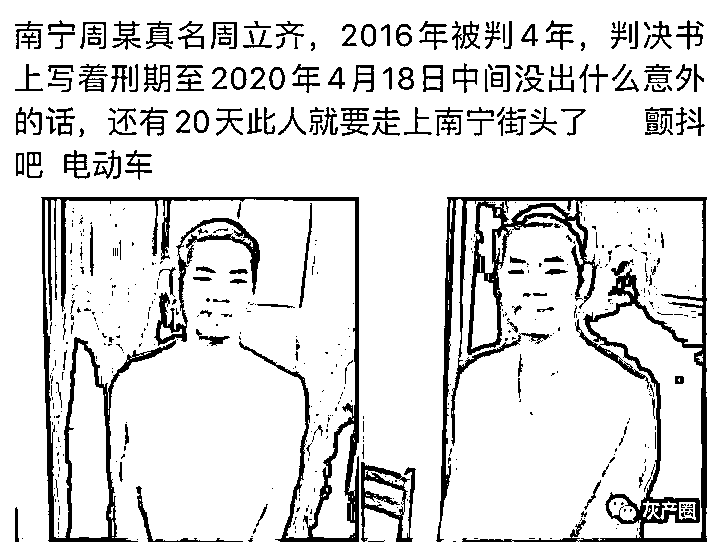 南宁周某真名周立齐，2016年被判4年，判决书
上写着刑期至2020年4月18日中间没出什么意外
的话，还有20天此人就要走上南宁街头了 颤抖
吧 电动车
灰产圈